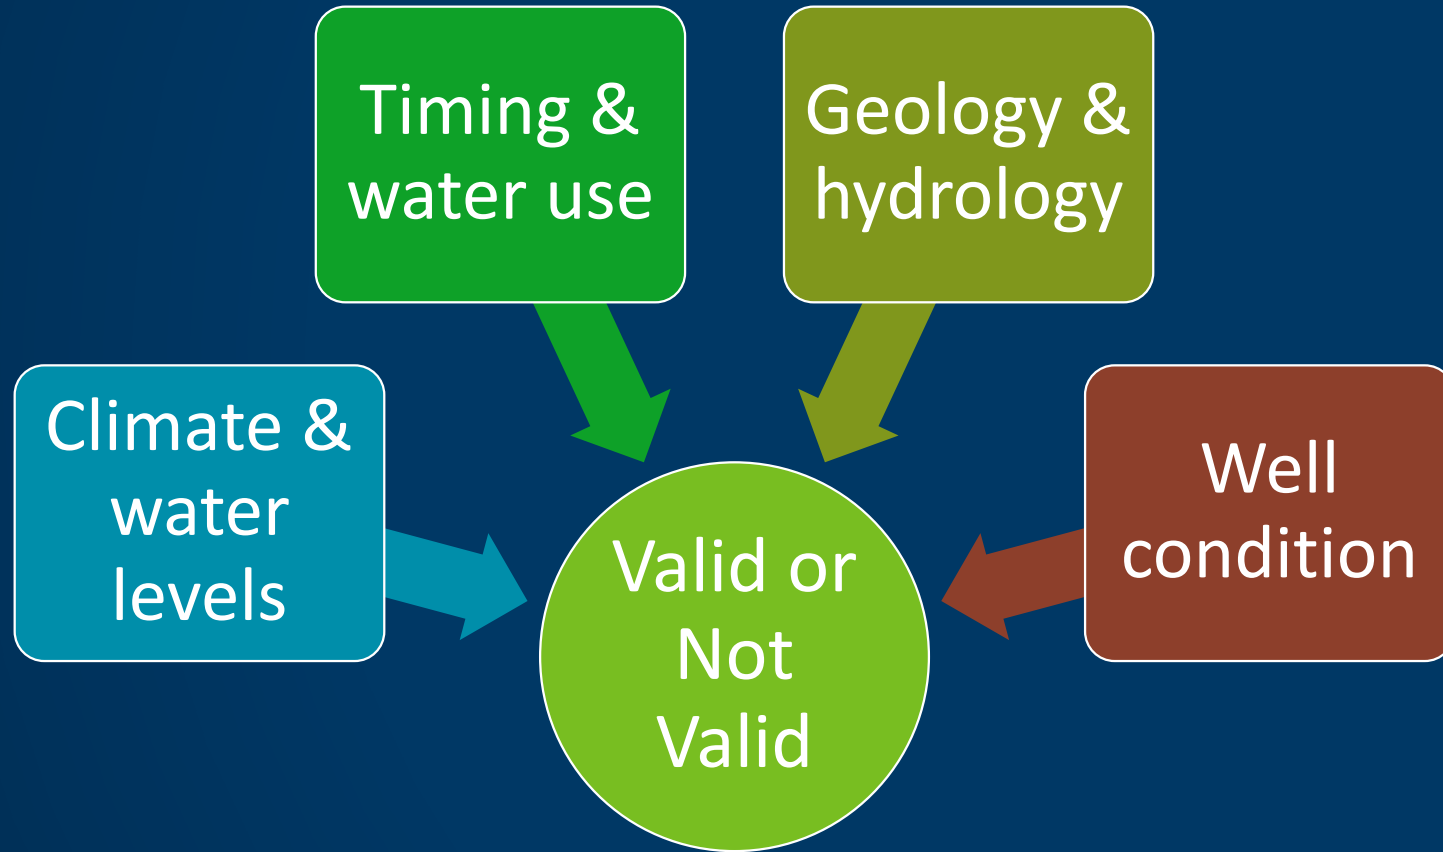 Timing &
water use
Geology &
hydrology
Climate &
water
levels
Well
condition
Valid or
Not
Valid